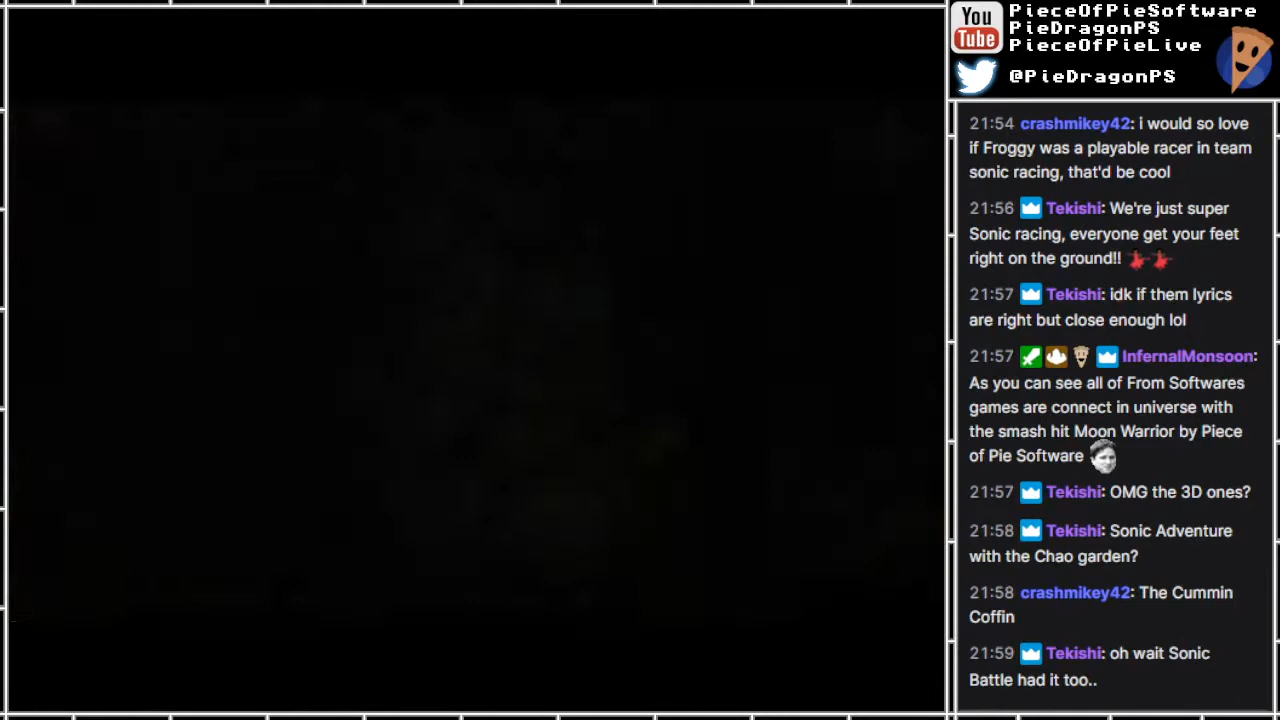 You
Tube
PieceOfPieSoftware
PieDragonPS
PieceOfPieLive
@PieDragonPS
21:54 crashmikey42: i would so love
if Froggy was a playable racer in team
sonic racing, that'd be cool
21:56 Tekishi: We're just super
Sonic racing, everyone get your feet
right on the ground!!
21:57 Tekishi: idk if them lyrics
are right but close enough lol
21:57 InfernalMonsoon:
As you can see all of From Softwares
games are connect in universe with
the smash hit Moon Warrior by Piece
of Pie Software
21:57 Tekishi: OMG the 3D ones?
21:58 Tekishi: Sonic Adventure
with the Chao garden?
21:58 crashmikey42: The Cummin
Coffin
21:59 Tekishi: oh wait Sonic
Battle had it too..